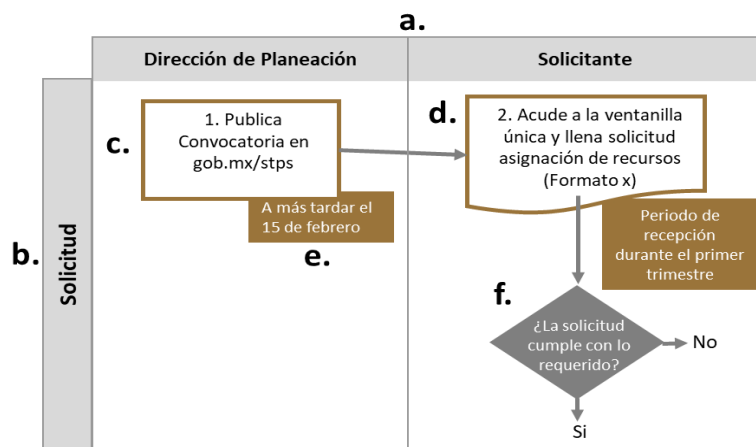 a.
Dirección de Planeación
Solicitante
b.
Solicitud
c.
1. Publica
Convocatoria en
gob.mx/stps
A más tardar el
15 de febrero
e.
d.
2. Acude a la ventanilla
única y llena solicitud
asignación de recursos
(Formato x)
Periodo de
recepción
durante el primer
trimestre
f.
¿La solicitud
cumple con lo
requerido?
No
Si